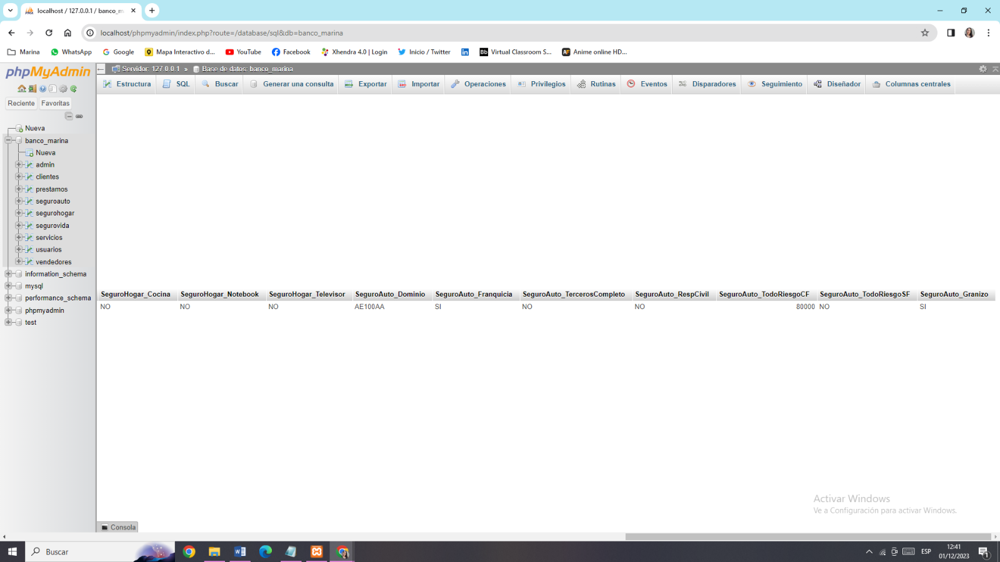 localhost / 127.0.0.1 / banco_m
localhost/phpmyadmin/index.php?route=/database/sql&db=banco_marina
Marina
WhatsApp
Google
Mapa Interactivo d...
YouTube
Facebook
Xhendra 4.0 | Login
Inicio / Twitter
Virtual Classroom S...
Anime online HD...
phpMyAdmin
Reciente
Favoritas
Nueva
banco_marina
Nueva
admin
clientes
prestamos
seguroauto
segurohogar
segurovida
servicios
usuarios
vendedores
information_schema
mysql
performance_schema
phpmyadmin
test
Servidor: 127.0.0.1 » Base de datos: banco_marina
Estructura
SQL
Buscar
Generar una consulta
Exportar
Importar
Operaciones
Privilegios
Rutinas
Eventos
Disparadores
Seguimiento
Diseñador
Columnas centrales
SeguroHogar_Cocina SeguroHogar_Notebook SeguroHogar_Televisor SeguroAuto_Dominio SeguroAuto_Franquicia SeguroAuto_TercerosCompleto SeguroAuto_RespCivil SeguroAuto_TodoRiesgoCF SeguroAuto_TodoRiesgoSF SeguroAuto_Granizo
NO NO NO AE100AA SI NO NO 80000 NO SI
Activar Windows
Ve a Configuración para activar Windows.
Consola
Buscar
ESP
12:41
01/12/2023
1